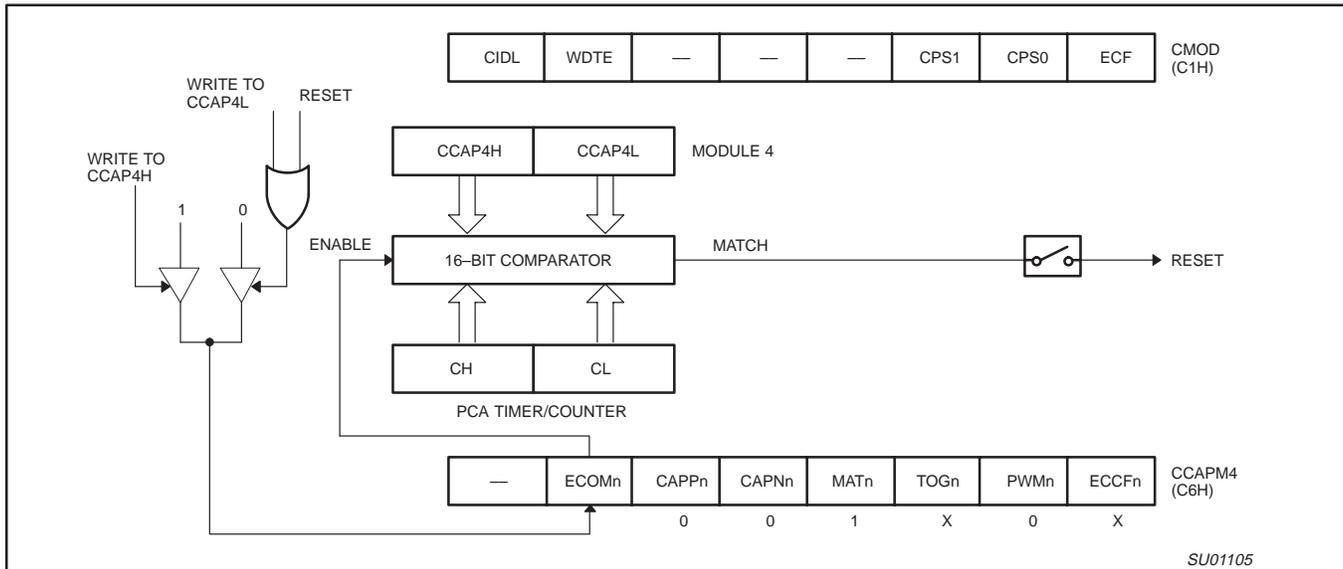 CIDL WDTE — — — CPS1 CPS0 ECF
CMOD
(C1H)
WRITE TO
CCAP4L
RESET
CCAP4H CCAP4L MODULE 4
WRITE TO
CCAP4H
1 0
ENABLE
16–BIT COMPARATOR
MATCH
RESET
CH CL
PCA TIMER/COUNTER
— ECOMn CAPPn CAPNn MATn TOGn PWMn ECCFn
CCAPM4
(C6H)
0 0 1 X 0 X
SU01105